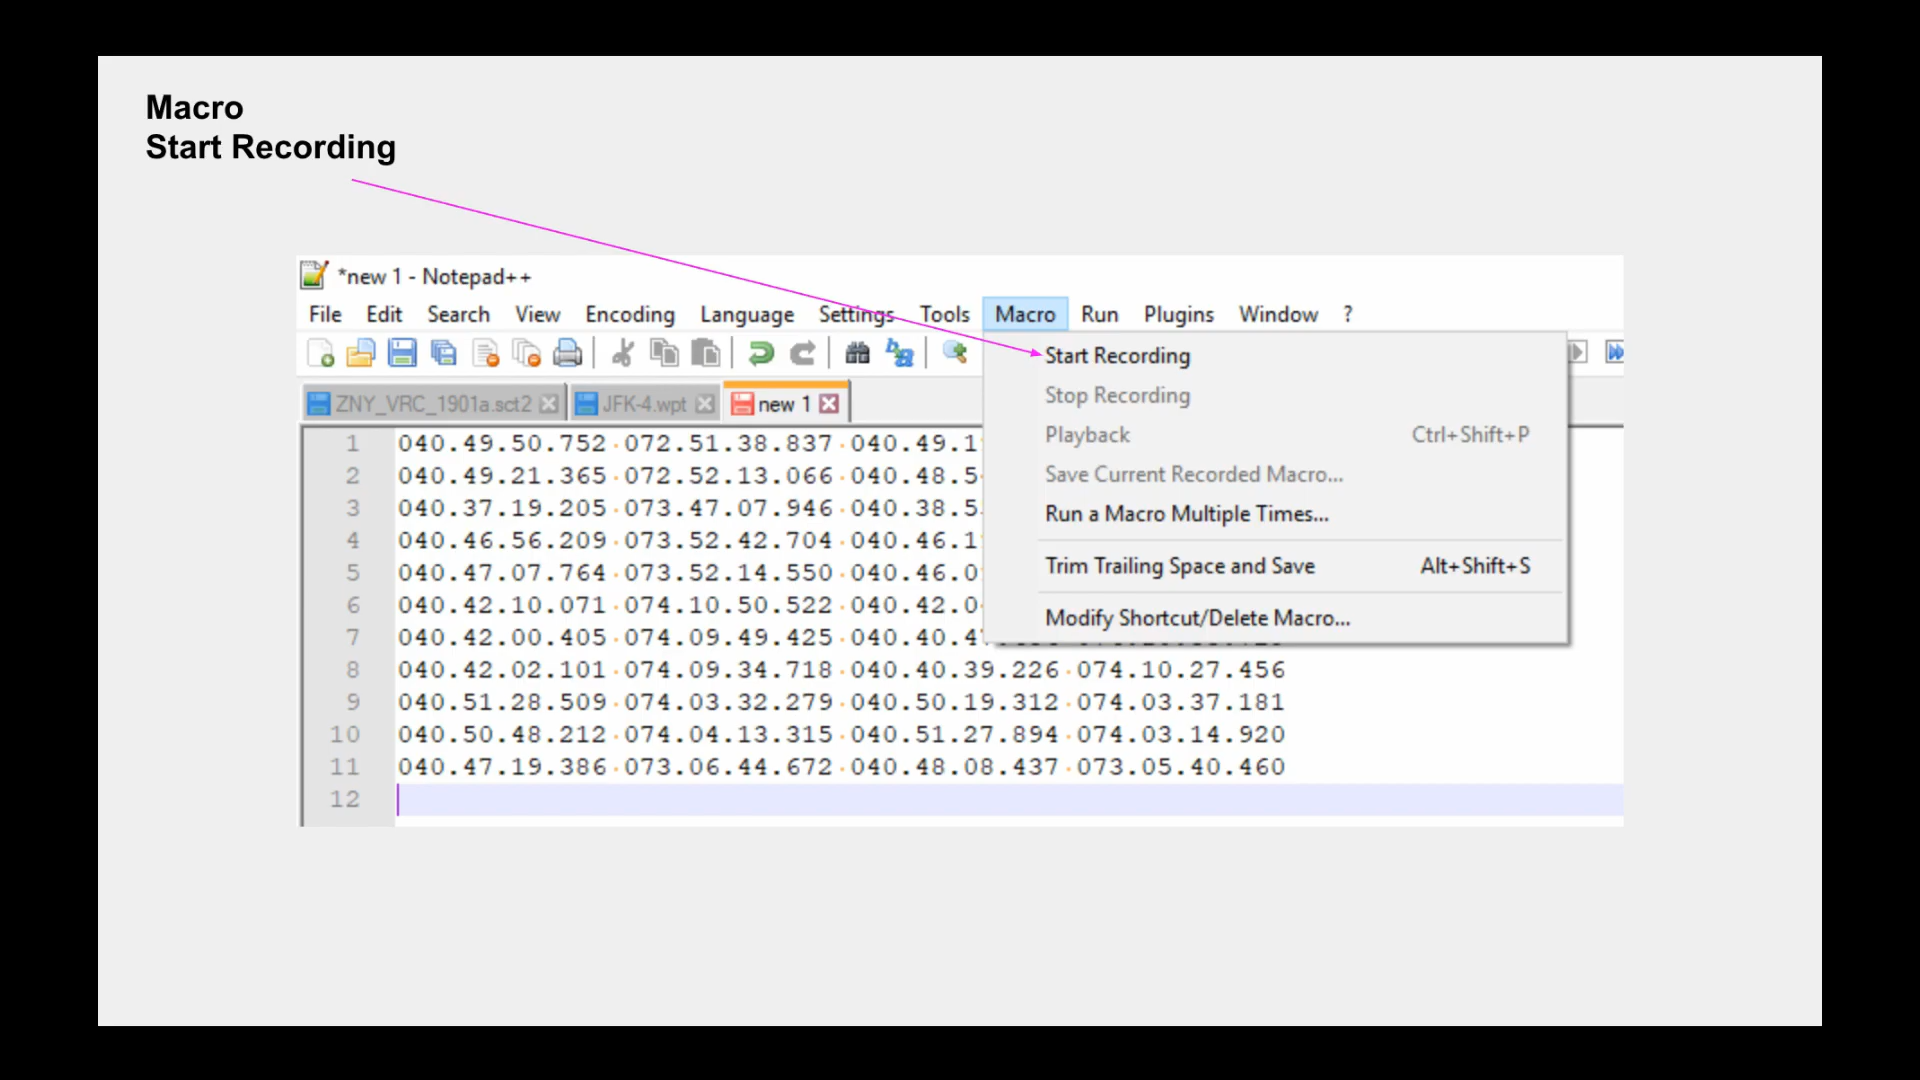 Macro
Start Recording
*new 1 - Notepad++
File Edit Search View Encoding Language Settings Tools Macro Run Plugins Window ?
ZNY_VRC_1901a.sct2 JFK-4.wpt new 1
Start Recording
Stop Recording
Playback Ctrl+Shift+P
Save Current Recorded Macro...
Run a Macro Multiple Times...
Trim Trailing Space and Save Alt+Shift+S
Modify Shortcut/Delete Macro...
1 040.49.50.752·072.51.38.837·040.49.1
2 040.49.21.365·072.52.13.066·040.48.5
3 040.37.19.205·073.47.07.946·040.38.5
4 040.46.56.209·073.52.42.704·040.46.1
5 040.47.07.764·073.52.14.550·040.46.0
6 040.42.10.071·074.10.50.522·040.42.0
7 040.42.00.405·074.09.49.425·040.40.4
8 040.42.02.101·074.09.34.718·040.40.39.226·074.10.27.456
9 040.51.28.509·074.03.32.279·040.50.19.312·074.03.37.181
10 040.50.48.212·074.04.13.315·040.51.27.894·074.03.14.920
11 040.47.19.386·073.06.44.672·040.48.08.437·073.05.40.460
12